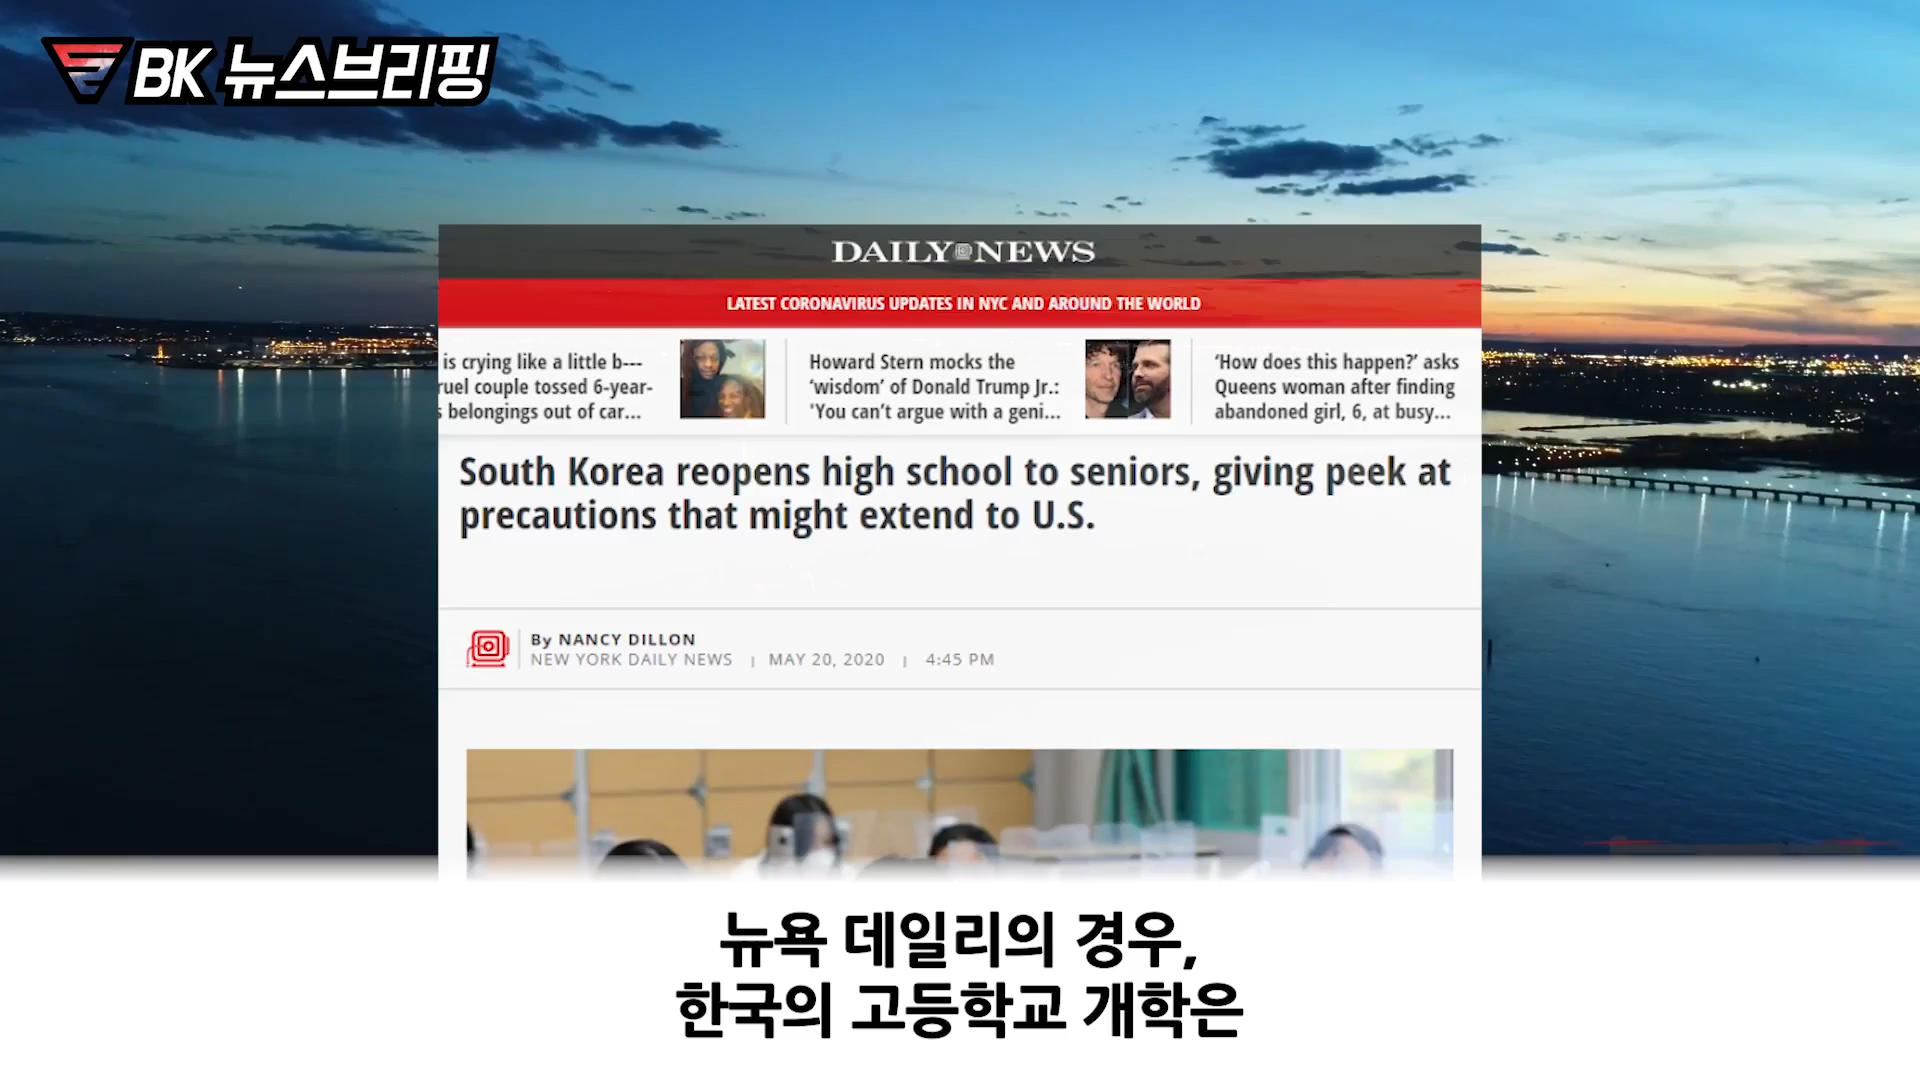 BK 뉴스브리핑
DAILY NEWS
LATEST CORONAVIRUS UPDATES IN NYC AND AROUND THE WORLD
is crying like a little b---
ruel couple tossed 6-year-
s belongings out of car...
Howard Stern mocks the
‘wisdom’ of Donald Trump Jr.:
'You can’t argue with a geni...
‘How does this happen?’ asks
Queens woman after finding
abandoned girl, 6, at busy...
South Korea reopens high school to seniors, giving peek at
precautions that might extend to U.S.
By NANCY DILLON
NEW YORK DAILY NEWS | MAY 20, 2020 | 4:45 PM
뉴욕 데일리의 경우,
한국의 고등학교 개학은